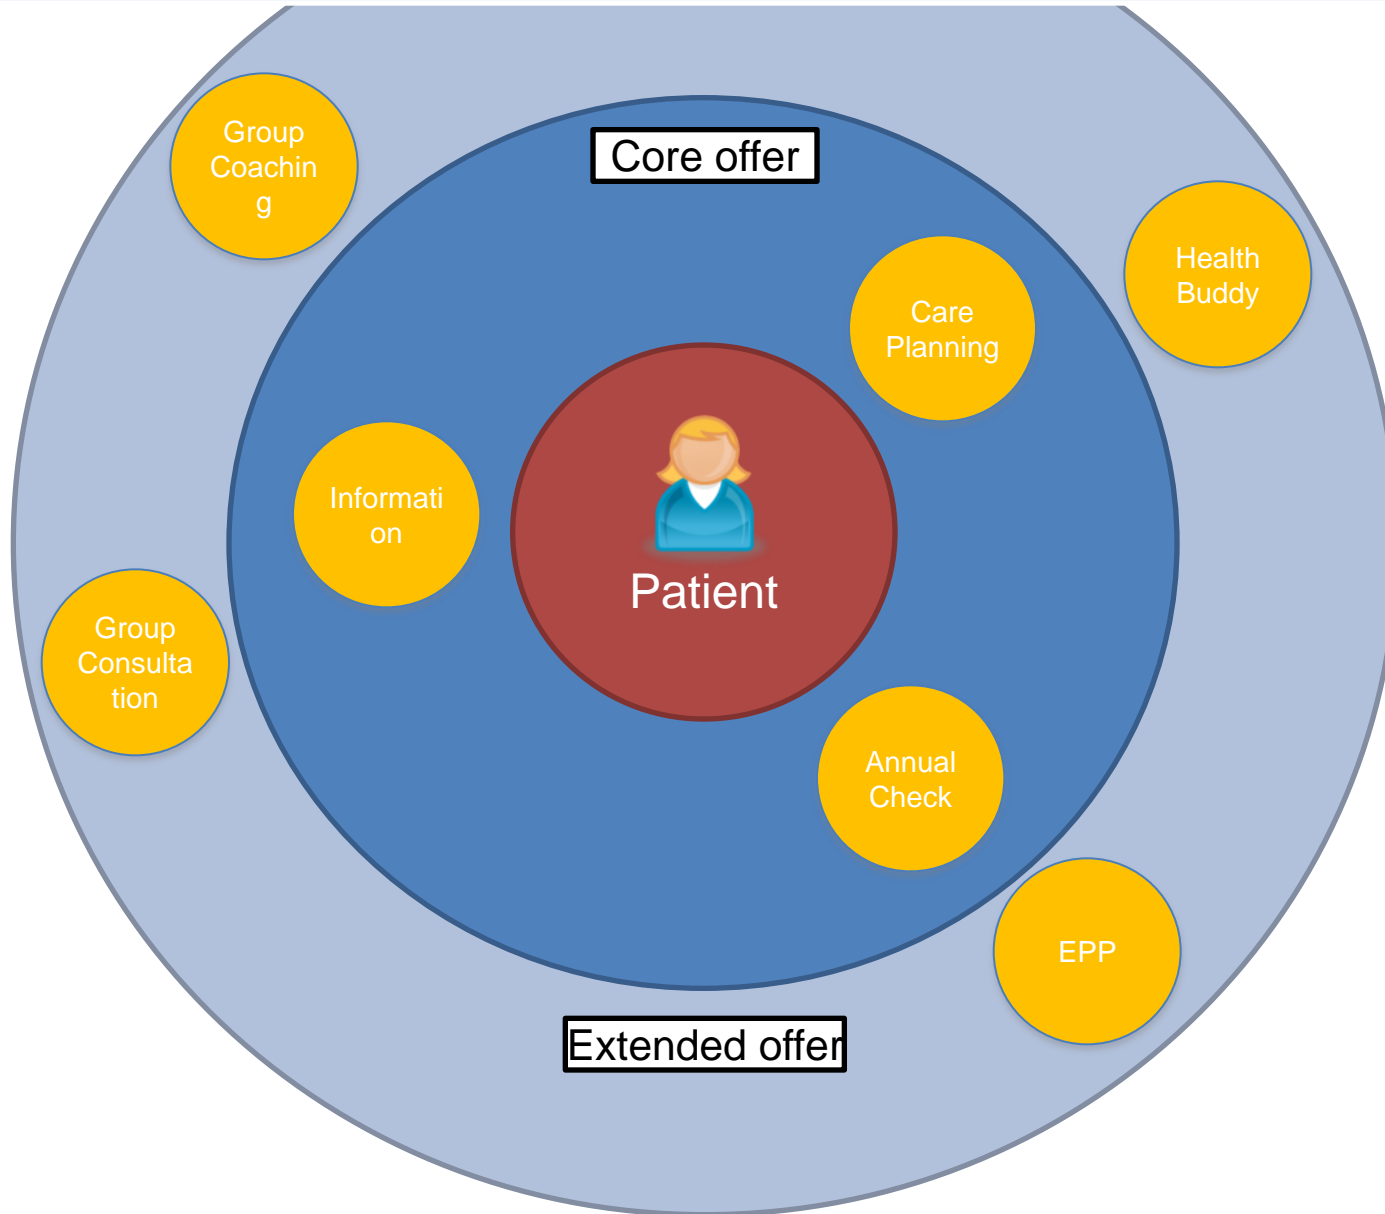 Group
Coachin
g
Core offer
Health
Buddy
Care
Planning
Informati
on
Patient
Group
Consulta
tion
Annual
Check
EPP
Extended offer